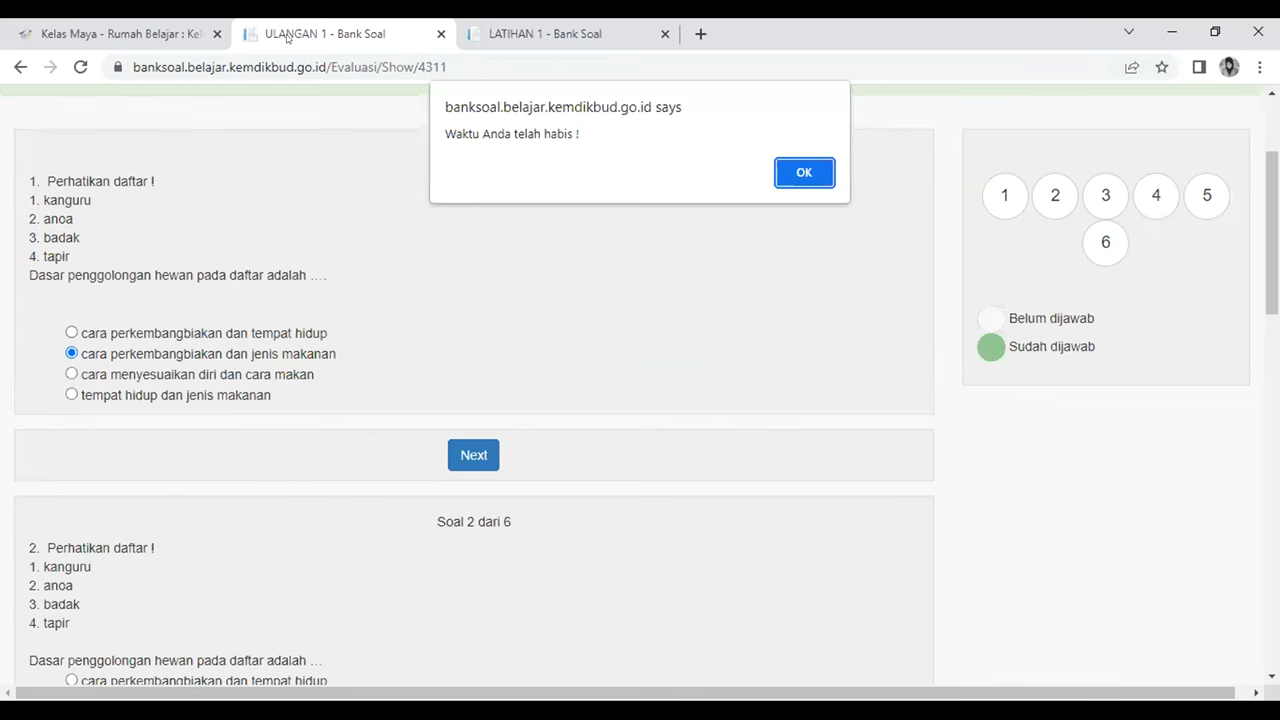 Kelas Maya - Rumah Belajar : Kel
ULANGAN 1 - Bank Soal
LATIHAN 1 - Bank Soal
banksoal.belajar.kemdikbud.go.id/Evaluasi/Show/4311
banksoal.belajar.kemdikbud.go.id says
Waktu Anda telah habis !
OK
1. Perhatikan daftar !
1. kanguru
2. anoa
3. badak
4. tapir
Dasar penggolongan hewan pada daftar adalah ....
cara perkembangbiakan dan tempat hidup
cara perkembangbiakan dan jenis makanan
cara menyesuaikan diri dan cara makan
tempat hidup dan jenis makanan
Next
Soal 2 dari 6
2. Perhatikan daftar !
1. kanguru
2. anoa
3. badak
4. tapir
Dasar penggolongan hewan pada daftar adalah ...
cara perkembangbiakan dan tempat hidup
1 2 3 4 5
6
Belum dijawab
Sudah dijawab